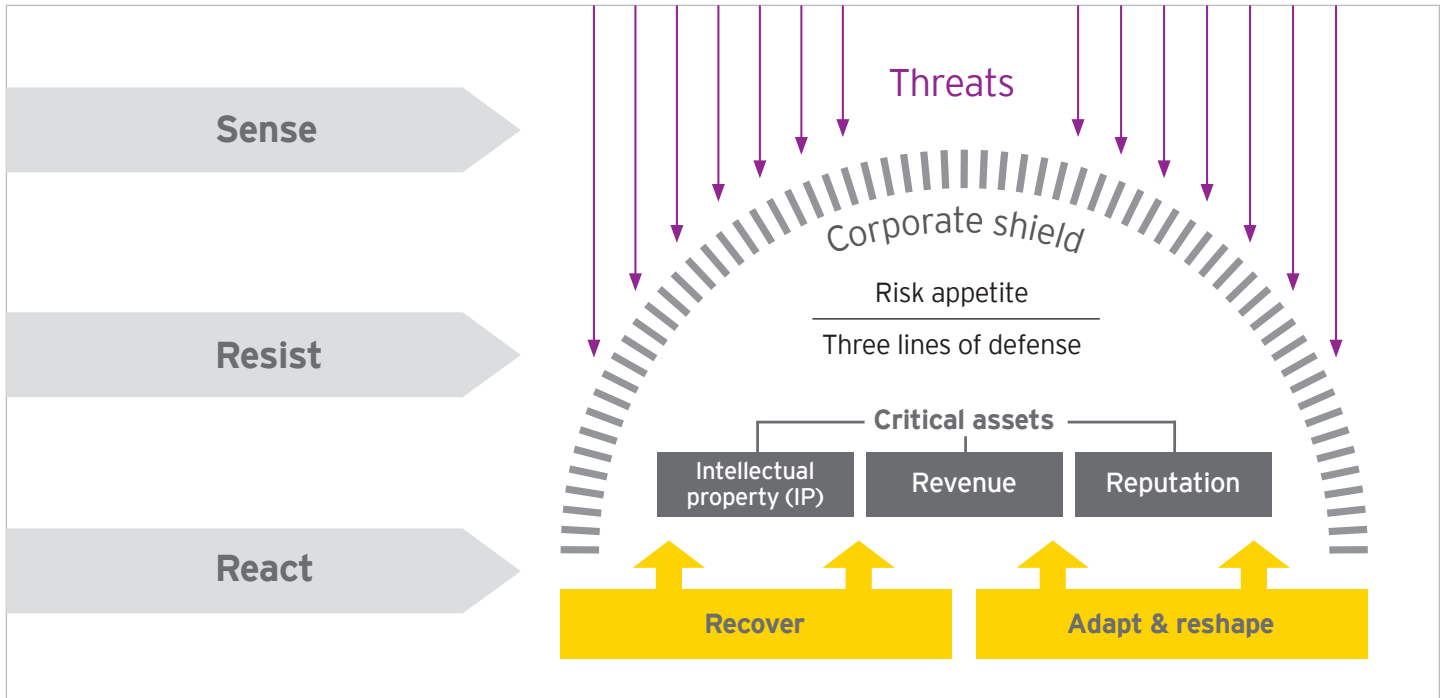 Threats
Sense
Corporate shield
Risk appetite
Three lines of defense
Resist
Critical assets
Intellectual
property (IP)
Revenue
Reputation
React
Recover
Adapt & reshape